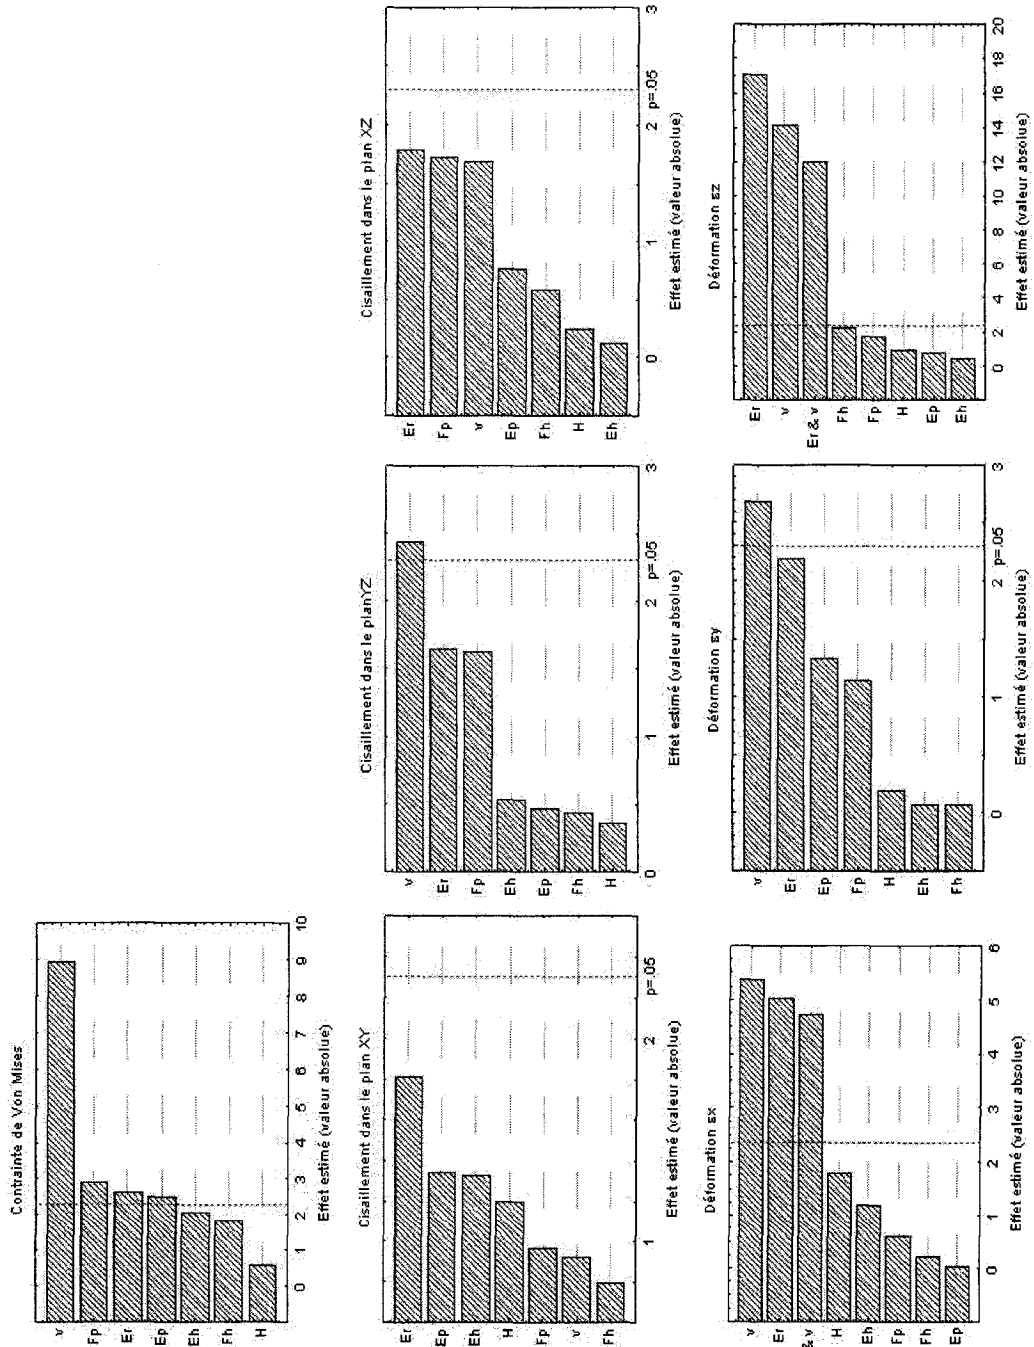 Contrainte de Von Mises
v
Fp
Er
Ep
Eh
Fh
H
0 1 2 3 4 5 6 7 8 9 10
Effet estimé (valeur absolue)
Cisaillement dans le plan XY
Er
Ep
Eh
H
Fp
v
Fh
1 2 p=.05
Effet estimé (valeur absolue)
Cisaillement dans le planYZ
v
Er
Fp
Eh
Ep
Fh
H
0 1 2 p=.05 3
Effet estimé (valeur absolue)
Cisaillement dans le plan XZ
Er
Fp
v
Ep
Fh
H
Eh
0 1 2 p=.05 3
Effet estimé (valeur absolue)
Déformation εx
v
Er
& v
H
Eh
Fp
Fh
Ep
0 1 2 3 4 5 6
Effet estimé (valeur absolue)
Déformation εy
v
Er
Ep
Fp
H
Eh
Fh
0 1 2 p=.05 3
Effet estimé (valeur absolue)
Déformation εz
Er
v
Er & v
Fh
Fp
H
Ep
Eh
0 2 4 6 8 10 12 14 16 18 20
Effet estimé (valeur absolue)